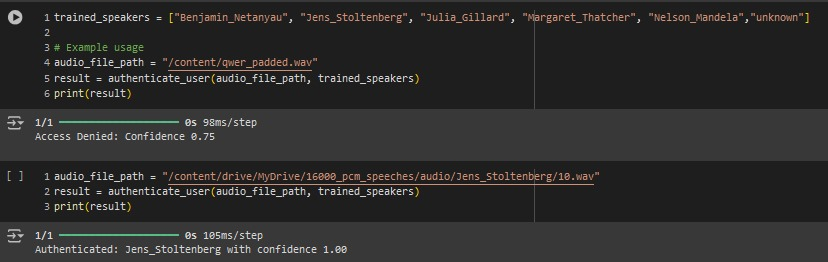 1 trained_speakers = ["Benjamin_Netanyau", "Jens_Stoltenberg", "Julia_Gillard", "Margaret_Thatcher", "Nelson_Mandela","unknown"]
2
3 # Example usage
4 audio_file_path = "/content/qwer_padded.wav"
5 result = authenticate_user(audio_file_path, trained_speakers)
6 print(result)
1/1 ━━━━━━━━━━━━━━━━━━━━ 0s 98ms/step
Access Denied: Confidence 0.75
[ ] 1 audio_file_path = "/content/drive/MyDrive/16000_pcm_speeches/audio/Jens_Stoltenberg/10.wav"
2 result = authenticate_user(audio_file_path, trained_speakers)
3 print(result)
1/1 ━━━━━━━━━━━━━━━━━━━━ 0s 105ms/step
Authenticated: Jens_Stoltenberg with confidence 1.00